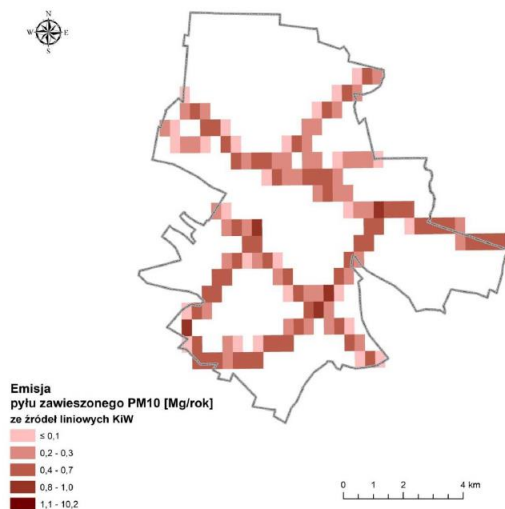 N
W E
S
Emisja
pyłu zawieszonego PM10 [Mg/rok]
ze źródeł liniowych KiW
≤ 0,1
0,2 - 0,3
0,4 - 0,7
0,8 - 1,0
1,1 - 10,2
0 2 4 km